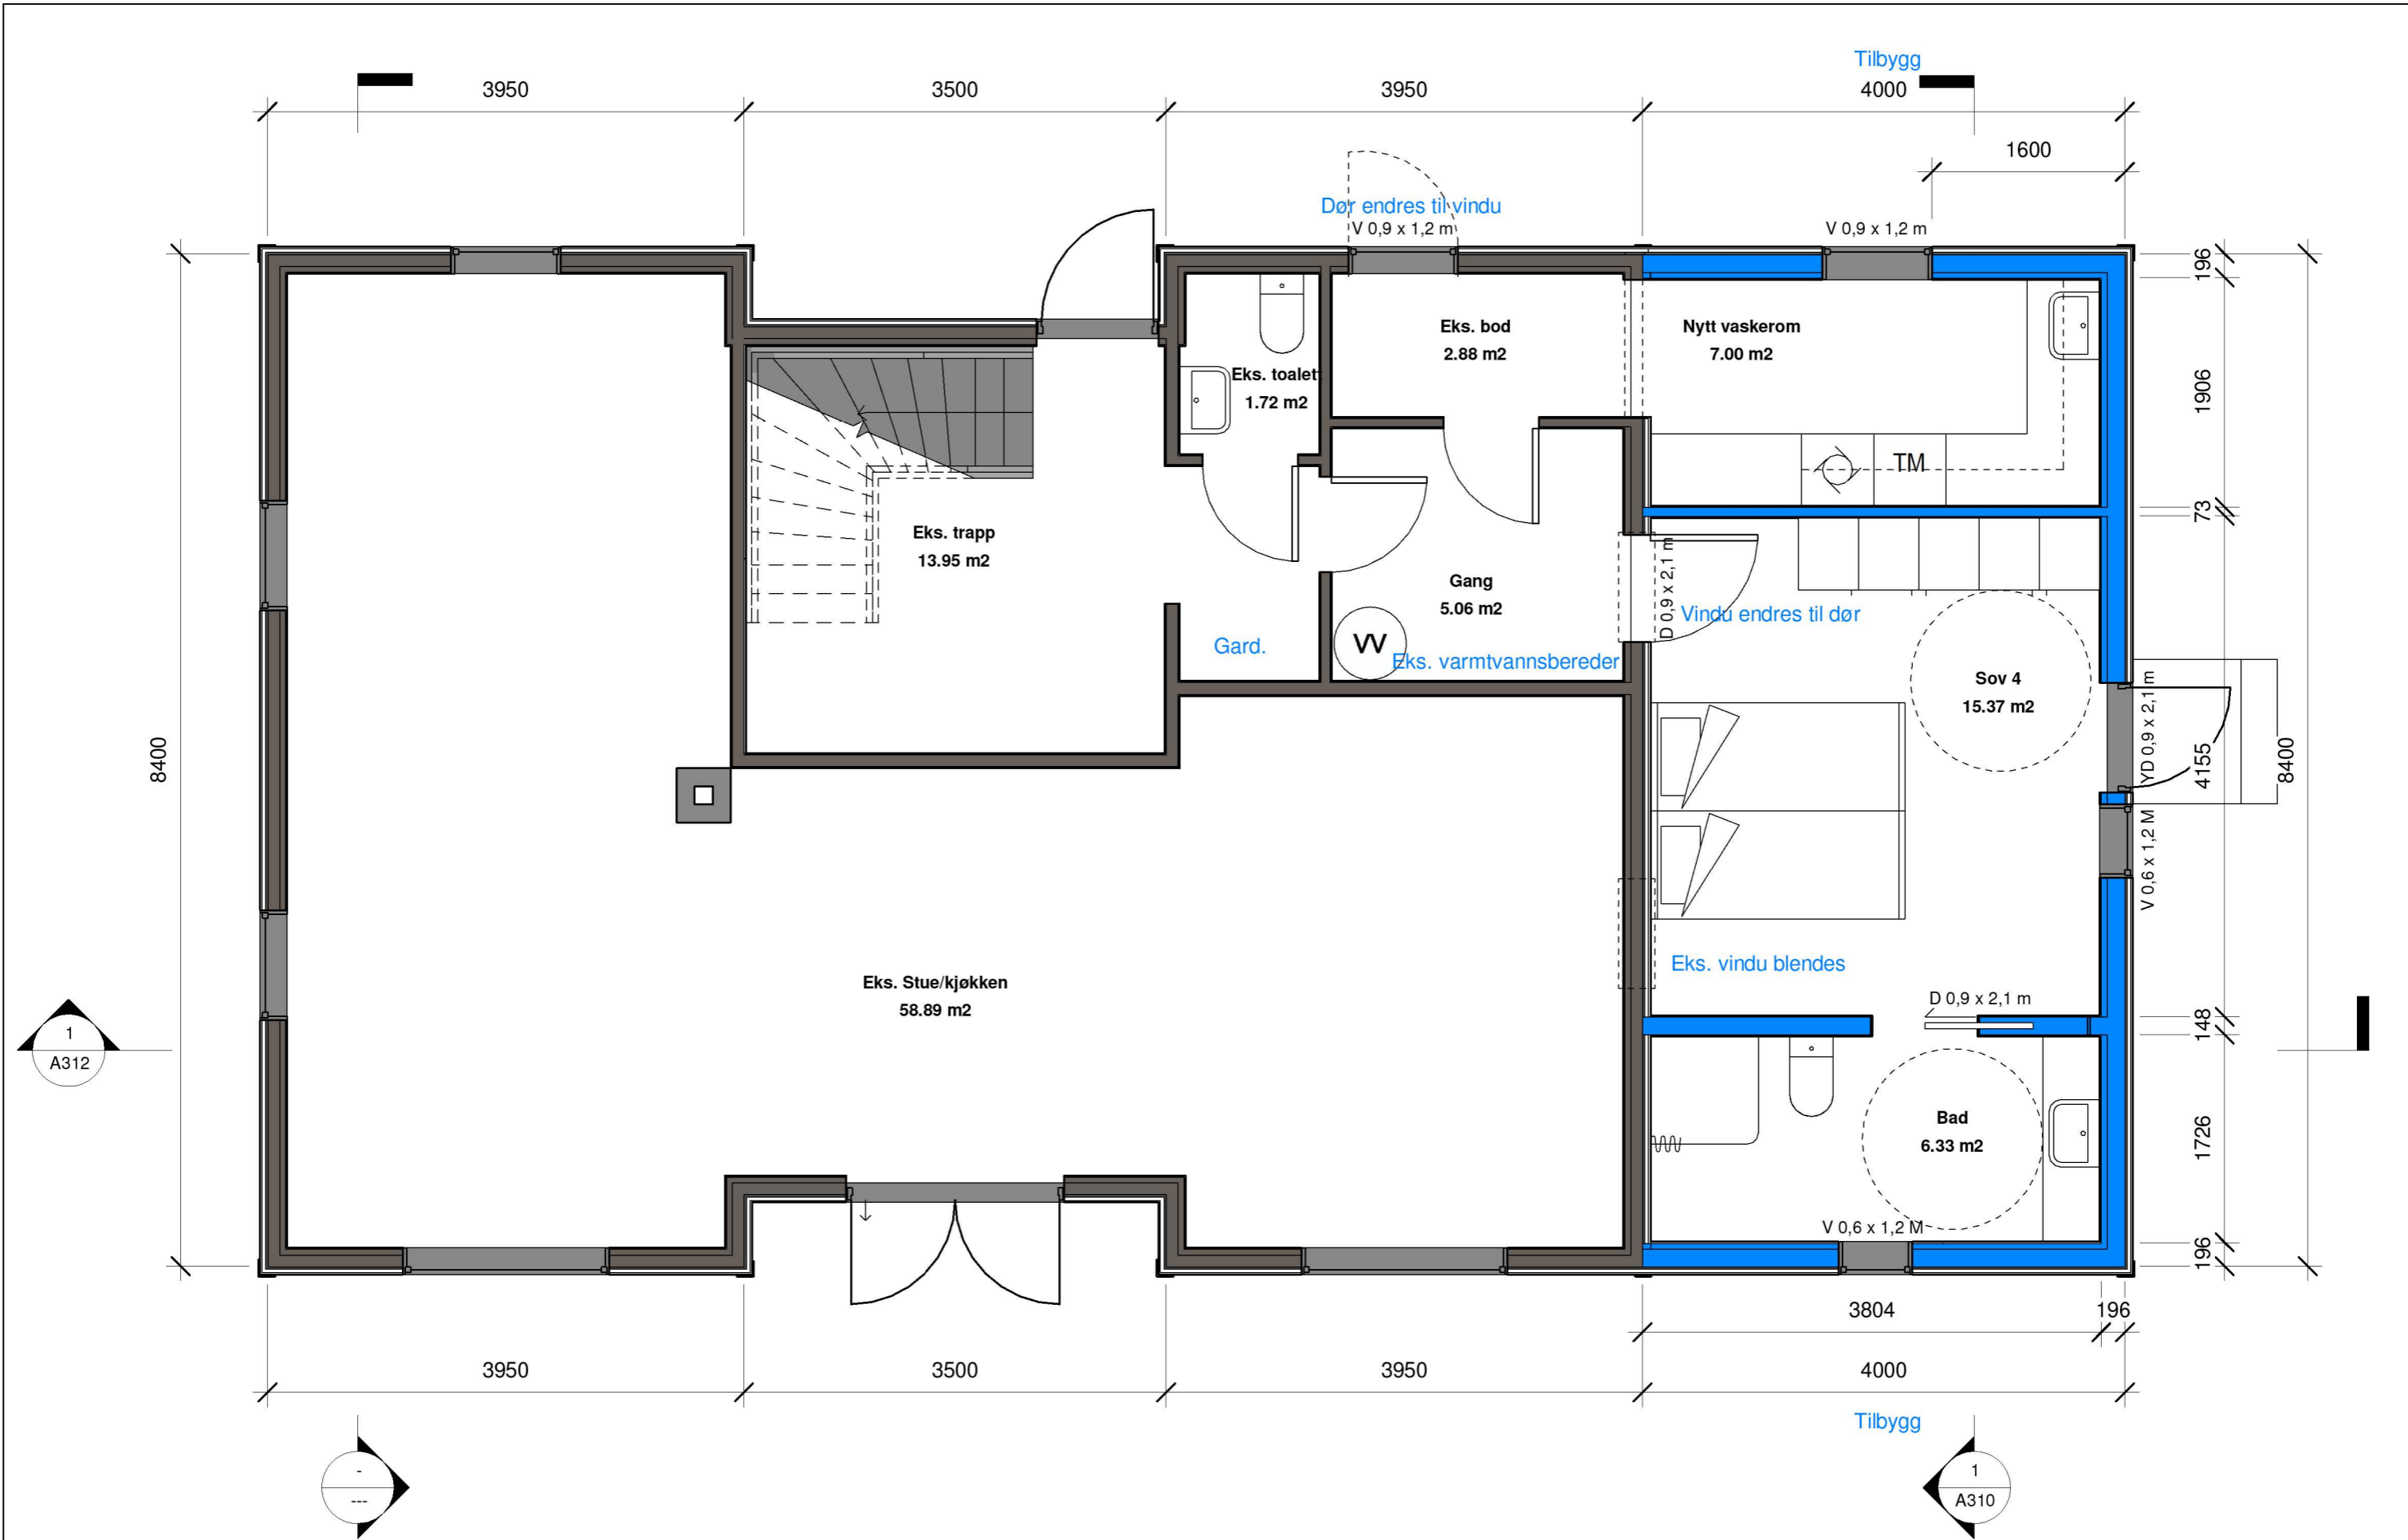 Tilbygg
3950
3500
3950
4000
1600
Dør endres til vindu
V 0,9 x 1,2 m
V 0,9 x 1,2 m
196
Eks. bod
2.88 m2
Nytt vaskerom
7.00 m2
Eks. toalett
1.72 m2
1906
TM
73
Eks. trapp
13.95 m2
Gang
5.06 m2
D 0,9 x 2,1 m
Vindu endres til dør
Gard.
VV
Eks. varmtvannsbereder
Sov 4
15.37 m2
YD 0,9 x 2,1 m
8400
4155
8400
V 0,6 x 1,2 M
Eks. vindu blendes
Eks. Stue/kjøkken
58.89 m2
D 0,9 x 2,1 m
148
1
A312
Bad
6.33 m2
1726
V 0,6 x 1,2 M
196
3804
196
3950
3500
3950
4000
Tilbygg
-
---
1
A310